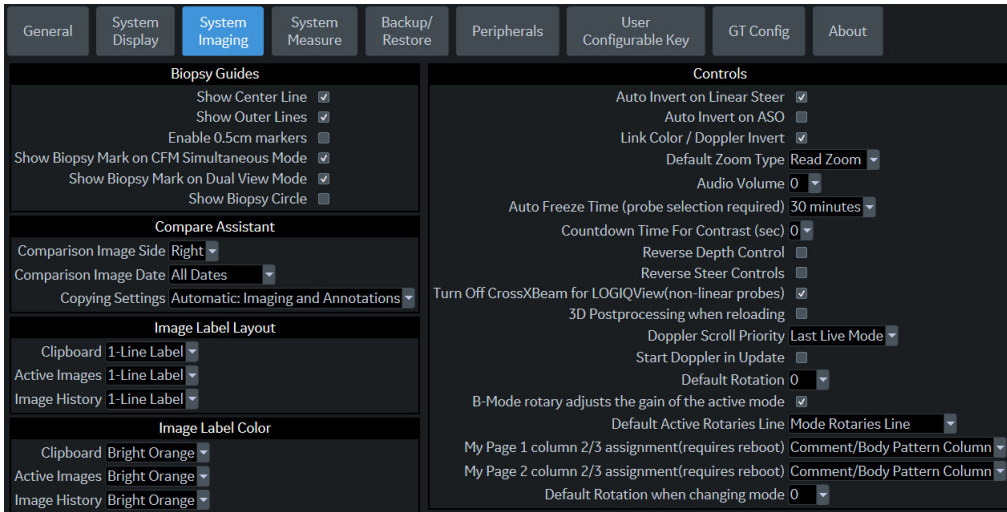 General
System
Display
System
Imaging
System
Measure
Backup/
Restore
Peripherals
User
Configurable Key
GT Config
About
Biopsy Guides
Show Center Line
Show Outer Lines
Enable 0.5cm markers
Show Biopsy Mark on CFM Simultaneous Mode
Show Biopsy Mark on Dual View Mode
Show Biopsy Circle
Compare Assistant
Comparison Image Side Right
Comparison Image Date All Dates
Copying Settings Automatic: Imaging and Annotations
Image Label Layout
Clipboard 1-Line Label
Active Images 1-Line Label
Image History 1-Line Label
Image Label Color
Clipboard Bright Orange
Active Images Bright Orange
Image History Bright Orange
Controls
Auto Invert on Linear Steer
Auto Invert on ASO
Link Color / Doppler Invert
Default Zoom Type Read Zoom
Audio Volume 0
Auto Freeze Time (probe selection required) 30 minutes
Countdown Time For Contrast (sec) 0
Reverse Depth Control
Reverse Steer Controls
Turn Off CrossXBeam for LOGIQView(non-linear probes)
3D Postprocessing when reloading
Doppler Scroll Priority Last Live Mode
Start Doppler in Update
Default Rotation 0
B-Mode rotary adjusts the gain of the active mode
Default Active Rotaries Line Mode Rotaries Line
My Page 1 column 2/3 assignment(requires reboot) Comment/Body Pattern Column
My Page 2 column 2/3 assignment(requires reboot) Comment/Body Pattern Column
Default Rotation when changing mode 0